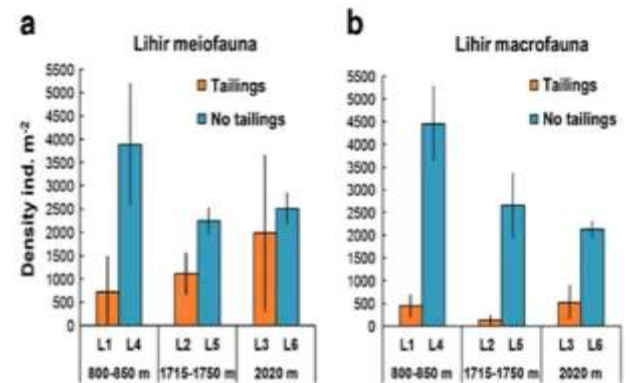 a
Lihir meiofauna
Density ind. m-2
5500
5000
4500
4000
3500
3000
2500
2000
1500
1000
500
0
Tailings
No tailings
L1 L4 L2 L5 L3 L6
800-850 m 1715-1750 m 2020 m
b
Lihir macrofauna
5500
5000
4500
4000
3500
3000
2500
2000
1500
1000
500
0
Tailings
No tailings
L1 L4 L2 L5 L3 L6
800-850 m 1715-1750 m 2020 m